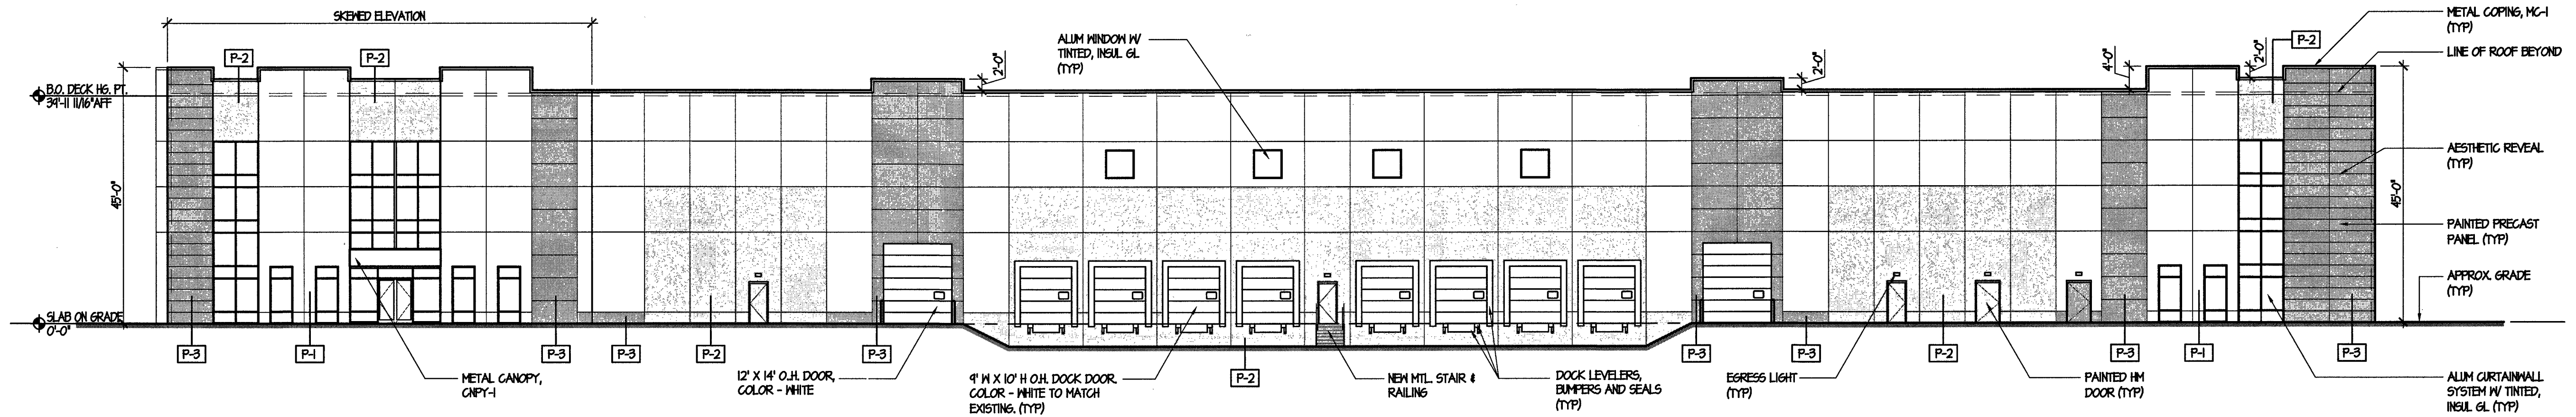 SKEWED ELEVATION
P-2
P-2
ALUM WINDOW W/
TINTED, INSUL GL
(TYP)
2'-0"
2'-0"
4'-0"
2'-0"
P-2
METAL COPING, MC-1
(TYP)
LINE OF ROOF BEYOND
B.O. DECK HG. PT.
34'-11 11/16" AFF
45'-0"
45'-0"
AESTHETIC REVEAL
(TYP)
PAINTED PRECAST
PANEL (TYP)
APPROX. GRADE
(TYP)
SLAB ON GRADE
0'-0"
P-3
P-1
P-3
P-3
P-2
P-3
P-2
P-3
P-3
P-2
P-3
P-1
P-3
METAL CANOPY,
CNPY-1
12' X 14' O.H. DOOR,
COLOR - WHITE
9' W X 10' H O.H. DOCK DOOR.
COLOR - WHITE TO MATCH
EXISTING. (TYP)
NEW MTL. STAIR &
RAILING
DOCK LEVELERS,
BUMPERS AND SEALS
(TYP)
EGRESS LIGHT
(TYP)
PAINTED HM
DOOR (TYP)
ALUM CURTAINWALL
SYSTEM W/ TINTED,
INSUL GL (TYP)